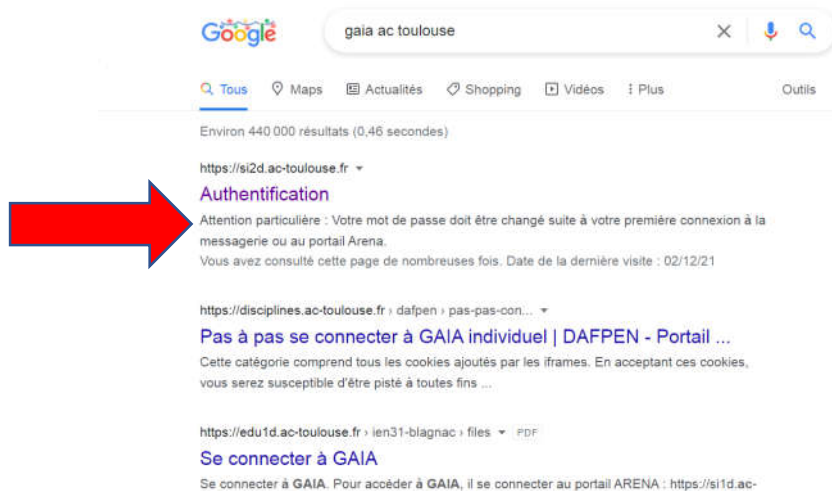 Google
gaia ac toulouse
Tous Maps Actualités Shopping Vidéos Plus Outils
Environ 440 000 résultats (0,46 secondes)
https://si2d.ac-toulouse.fr
Authentification
Attention particulière : Votre mot de passe doit être changé suite à votre première connexion à la
messagerie ou au portail Arena.
Vous avez consulté cette page de nombreuses fois. Date de la dernière visite : 02/12/21
https://disciplines.ac-toulouse.fr › dafpen › pas-pas-con...
Pas à pas se connecter à GAIA individuel | DAFPEN - Portail ...
Cette catégorie comprend tous les cookies ajoutés par les iframes. En acceptant ces cookies,
vous serez susceptible d'être pisté à toutes fins ...
https://edu1d.ac-toulouse.fr › ien31-blagnac › files PDF
Se connecter à GAIA
Se connecter à GAIA. Pour accéder à GAIA, il se connecter au portail ARENA : https://si1d.ac-